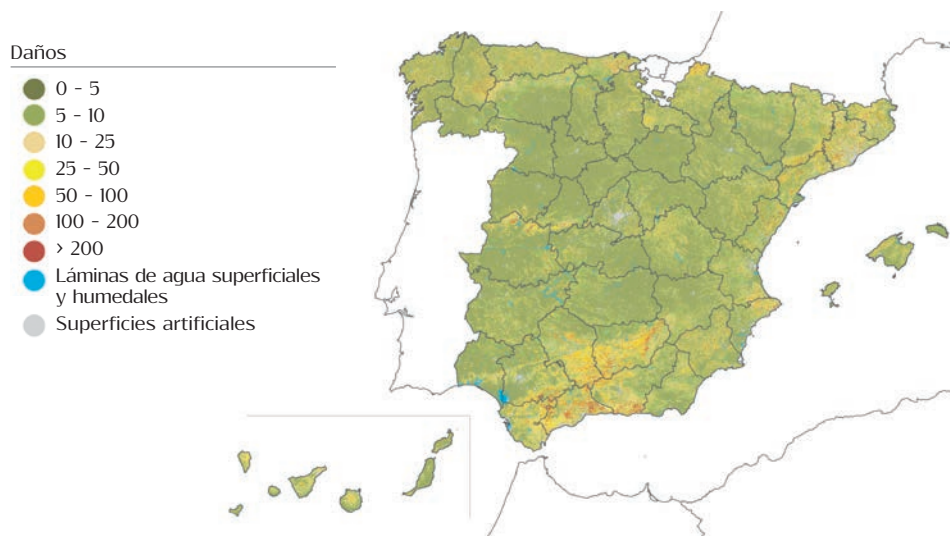 Daños
0 - 5
5 - 10
10 - 25
25 - 50
50 - 100
100 - 200
> 200
Láminas de agua superficiales
y humedales
Superficies artificiales